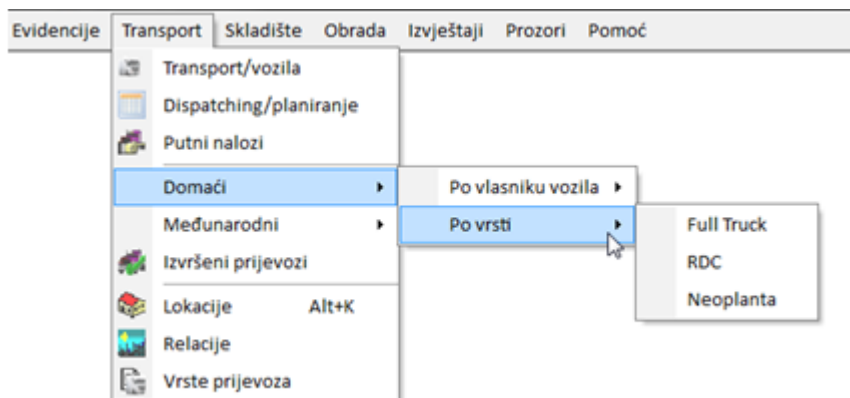 Evidencije Transport Skladište Obrada Izvještaji Prozori Pomoć
Transport/vozila
Dispatching/planiranje
Putni nalozi
Domaći
Po vlasniku vozila
Međunarodni
Po vrsti
Full Truck
Izvršeni prijevozi
RDC
Lokacije Alt+K
Neoplanta
Relacije
Vrste prijevoza